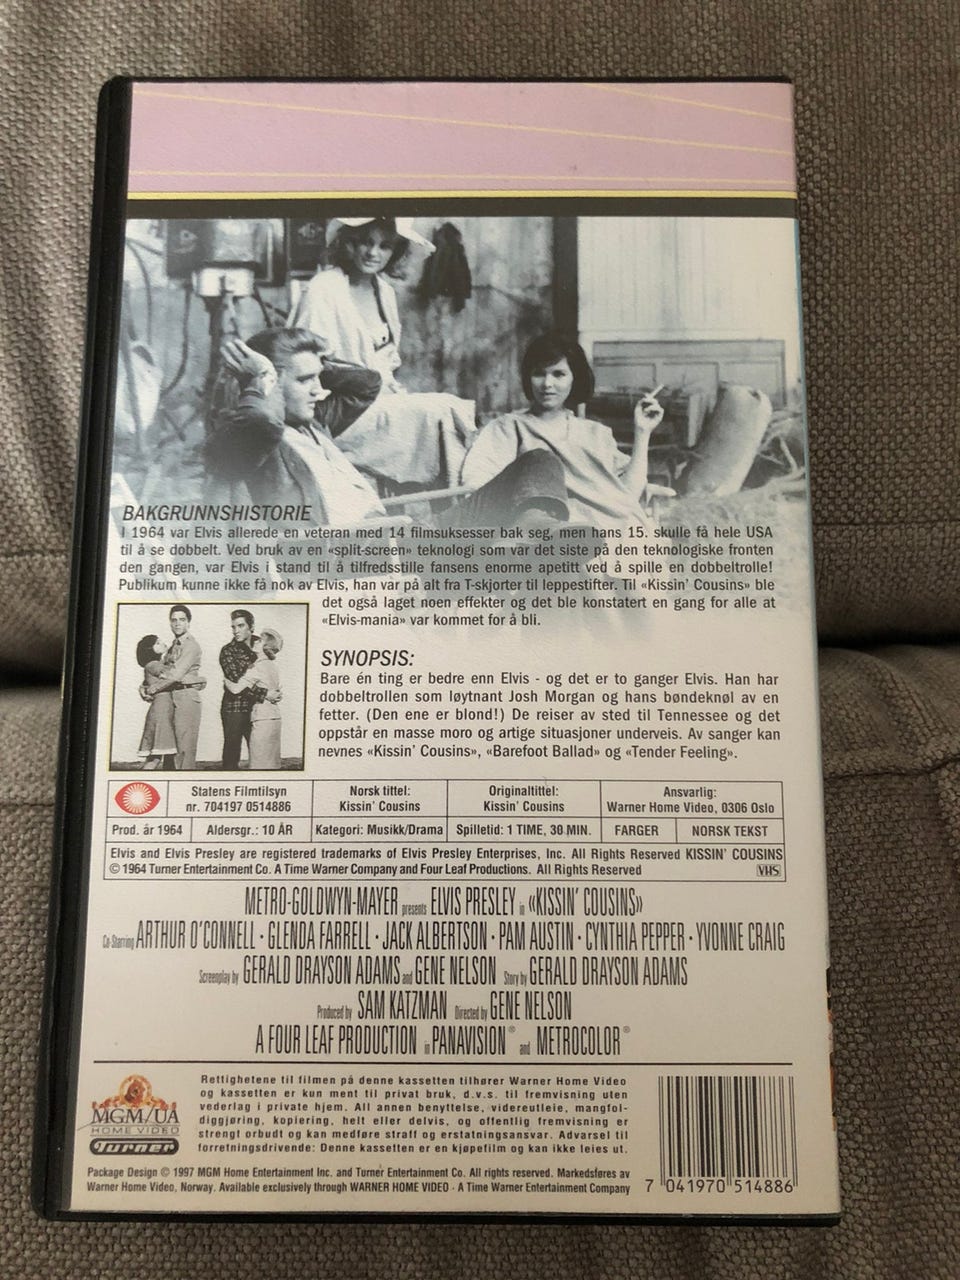 BAKGRUNNSHISTORIE
I 1964 var Elvis allerede en veteran med 14 filmsuksesser bak seg, men hans 15. skulle få hele USA
til å se dobbelt. Ved bruk av en «split-screen» teknologi som var det siste på den teknologiske fronten
den gangen, var Elvis i stand til å tilfredsstille fansens enorme apetitt ved å spille en dobbeltrolle!
Publikum kunne ikke få nok av Elvis, han var på alt fra T-skjorter til leppestifter. Til «Kissin' Cousins» ble
det også laget noen effekter og det ble konstatert en gang for alle at
«Elvis-mania» var kommet for å bli.
SYNOPSIS:
Bare én ting er bedre enn Elvis - og det er to ganger Elvis. Han har
dobbeltrollen som løytnant Josh Morgan og hans bøndeknøl av en
fetter. (Den ene er blond!) De reiser av sted til Tennessee og det
oppstår en masse moro og artige situasjoner underveis. Av sanger kan
nevnes «Kissin' Cousins», «Barefoot Ballad» og «Tender Feeling».
Statens Filmtilsyn
nr. 704197 0514886
Norsk tittel:
Kissin' Cousins
Originaltittel:
Kissin' Cousins
Ansvarlig:
Warner Home Video, 0306 Oslo
Prod. år 1964
Aldersgr.: 10 ÅR
Kategori: Musikk/Drama
Spilletid: 1 TIME, 30 MIN.
FARGER
NORSK TEKST
Elvis and Elvis Presley are registered trademarks of Elvis Presley Enterprises, Inc. All Rights Reserved KISSIN' COUSINS
© 1964 Turner Entertainment Co. A Time Warner Company and Four Leaf Productions. All Rights Reserved
VHS
METRO-GOLDWYN-MAYER presents ELVIS PRESLEY in «KISSIN' COUSINS»
Co-Starring ARTHUR O'CONNELL · GLENDA FARRELL · JACK ALBERTSON · PAM AUSTIN · CYNTHIA PEPPER · YVONNE CRAIG
Screenplay by GERALD DRAYSON ADAMS and GENE NELSON Story by GERALD DRAYSON ADAMS
Produced by SAM KATZMAN Directed by GENE NELSON
A FOUR LEAF PRODUCTION in PANAVISION® and METROCOLOR®
MGM/UA
HOME VIDEO
Turner
Rettighetene til filmen på denne kassetten tilhører Warner Home Video
og kassetten er kun ment til privat bruk, d.v.s. til fremvisning uten
vederlag i private hjem. All annen benyttelse, videreutleie, mangfol-
diggjøring, kopiering, helt eller delvis, og offentlig fremvisning er
strengt orbudt og kan medføre straff og erstatningsansvar. Advarsel til
forretningsdrivende: Denne kassetten er en kjøpefilm og kan ikke leies ut.
Package Design © 1997 MGM Home Entertainment Inc. and Turner Entertainment Co. All rights reserved. Markedsføres av
Warner Home Video, Norway. Available exclusively through WARNER HOME VIDEO - A Time Warner Entertainment Company
7 041970 514886